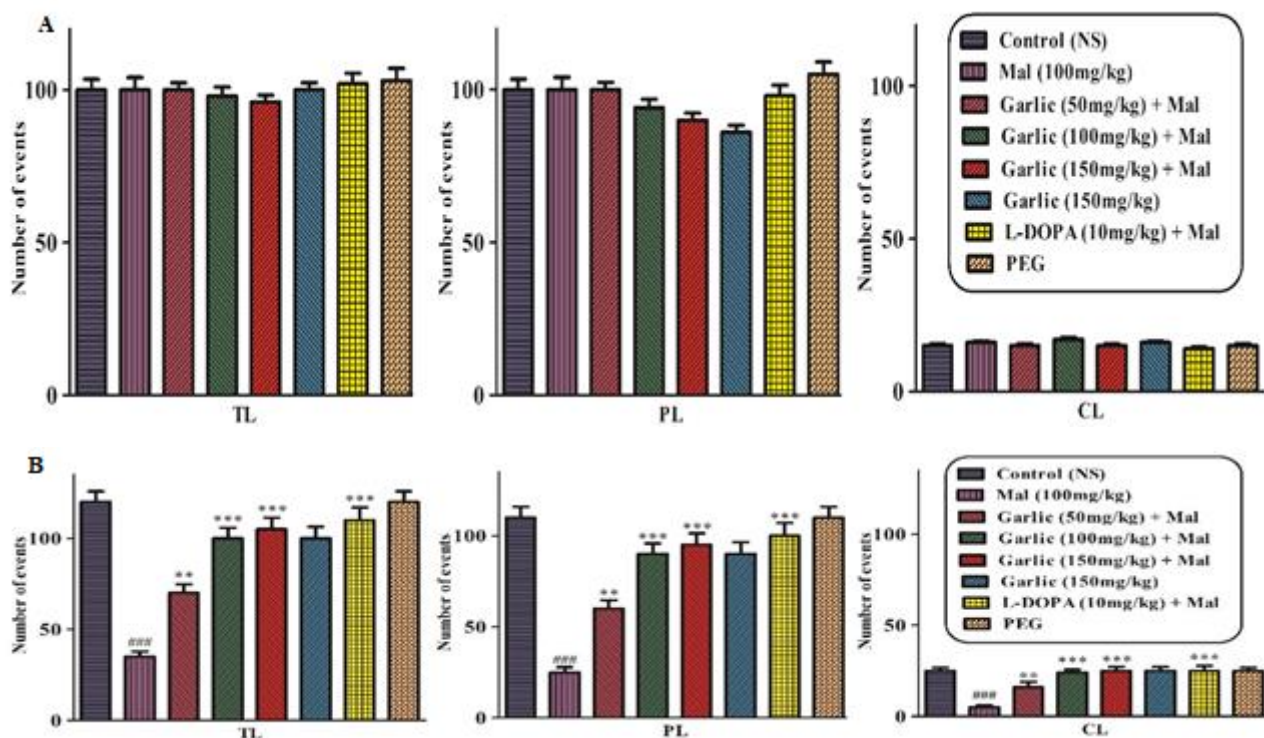 A
Number of events
100
50
0
TL
Number of events
100
50
0
PL
Number of events
100
50
0
CL
Control (NS)
Mal (100mg/kg)
Garlic (50mg/kg) + Mal
Garlic (100mg/kg) + Mal
Garlic (150mg/kg) + Mal
Garlic (150mg/kg)
L-DOPA (10mg/kg) + Mal
PEG
B
Number of events
100
50
0
###
**
***
***
***
TL
Number of events
100
50
0
###
**
***
***
***
PL
Number of events
100
50
0
###
**
***
***
***
CL
Control (NS)
Mal (100mg/kg)
Garlic (50mg/kg) + Mal
Garlic (100mg/kg) + Mal
Garlic (150mg/kg) + Mal
Garlic (150mg/kg)
L-DOPA (10mg/kg) + Mal
PEG